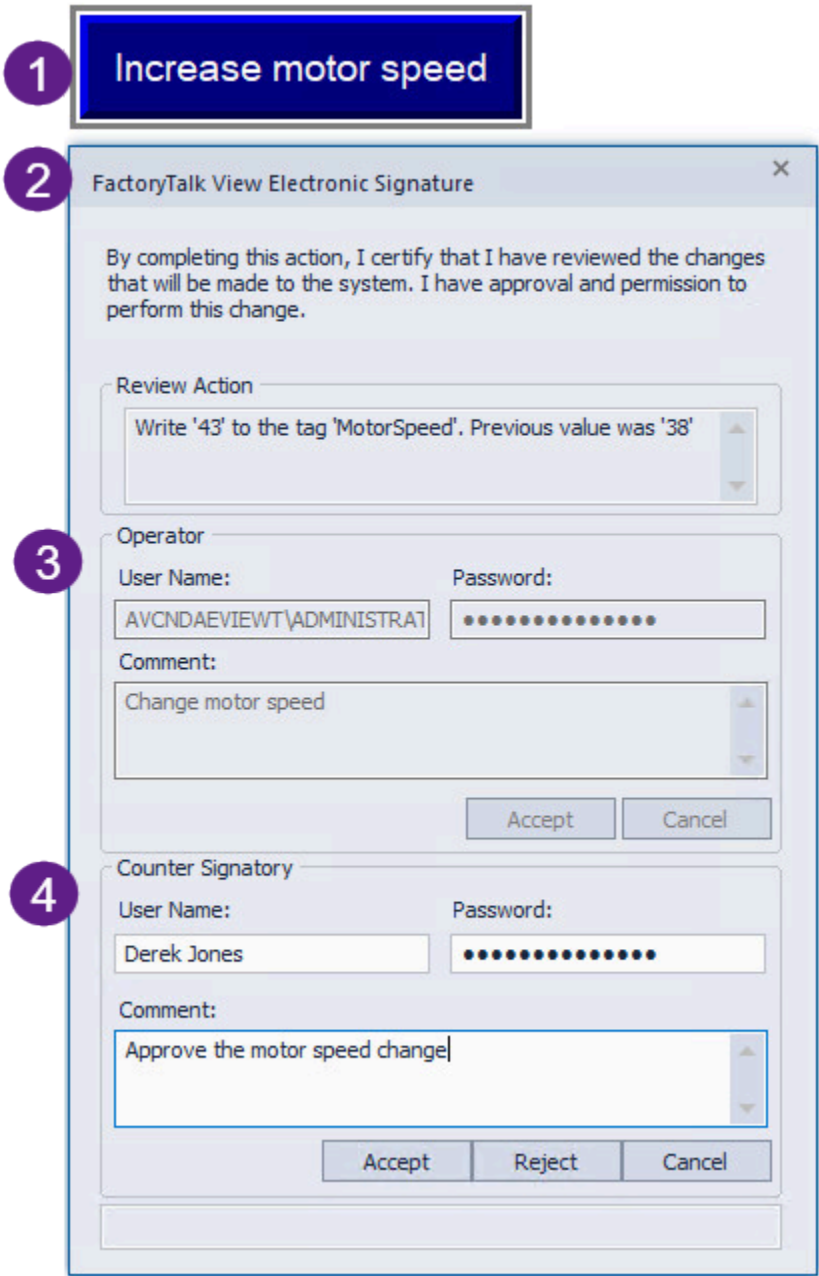 1
Increase motor speed
2
FactoryTalk View Electronic Signature
×
By completing this action, I certify that I have reviewed the changes
that will be made to the system. I have approval and permission to
perform this change.
Review Action
Write '43' to the tag 'MotorSpeed'. Previous value was '38'
3
Operator
User Name: Password:
AVCNDAEVIEWT\ADMINISTRAT ••••••••••••••
Comment:
Change motor speed
Accept Cancel
4
Counter Signatory
User Name: Password:
Derek Jones ••••••••••••••
Comment:
Approve the motor speed change
Accept Reject Cancel